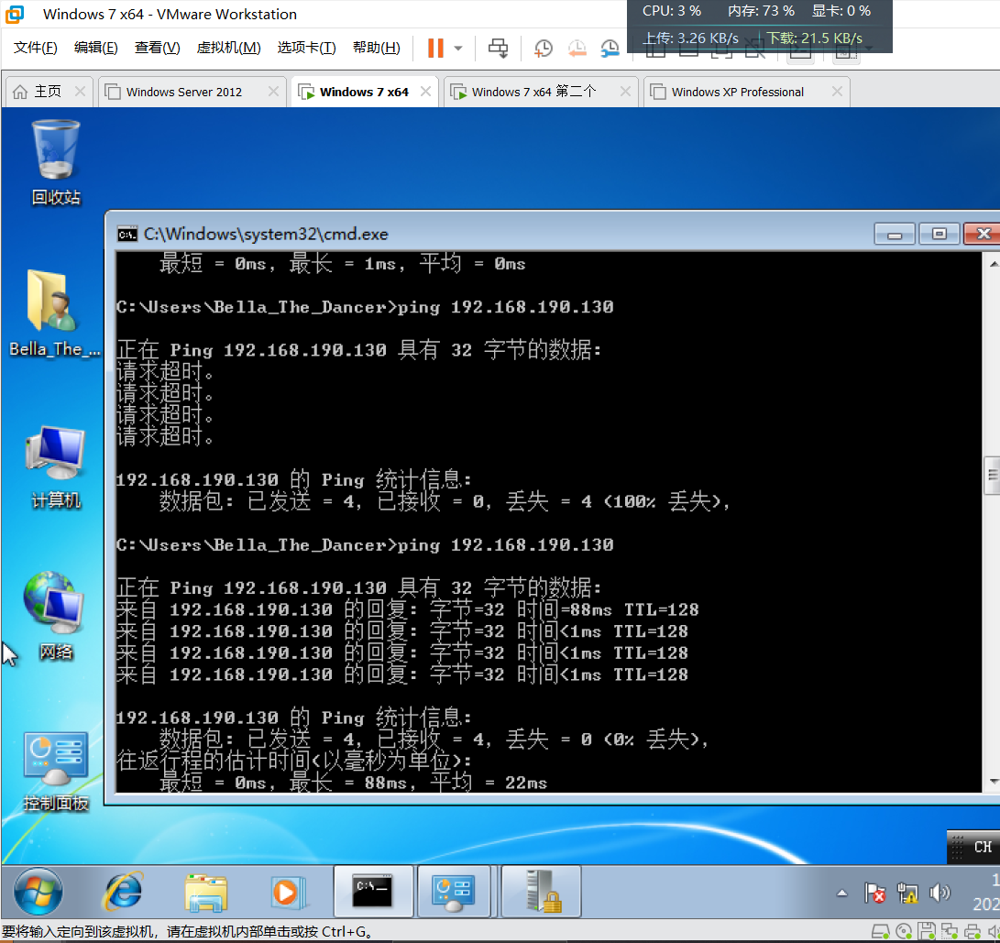 Windows 7 x64 - VMware Workstation
CPU: 3 % 内存: 73 % 显卡: 0 %
上传: 3.26 KB/s 下载: 21.5 KB/s
文件(F) 编辑(E) 查看(V) 虚拟机(M) 选项卡(T) 帮助(H)
主页 Windows Server 2012 Windows 7 x64 Windows 7 x64 第二个 Windows XP Professional
回收站
C:\Windows\system32\cmd.exe
最短 = 0ms，最长 = 1ms，平均 = 0ms
C:\Users\Bella_The_Dancer>ping 192.168.190.130
Bella_The_...
正在 Ping 192.168.190.130 具有 32 字节的数据:
请求超时。
请求超时。
请求超时。
请求超时。
192.168.190.130 的 Ping 统计信息:
数据包: 已发送 = 4，已接收 = 0，丢失 = 4 (100% 丢失)，
计算机
C:\Users\Bella_The_Dancer>ping 192.168.190.130
正在 Ping 192.168.190.130 具有 32 字节的数据:
来自 192.168.190.130 的回复: 字节=32 时间=88ms TTL=128
来自 192.168.190.130 的回复: 字节=32 时间<1ms TTL=128
来自 192.168.190.130 的回复: 字节=32 时间<1ms TTL=128
来自 192.168.190.130 的回复: 字节=32 时间<1ms TTL=128
网络
192.168.190.130 的 Ping 统计信息:
数据包: 已发送 = 4，已接收 = 4，丢失 = 0 (0% 丢失)，
往返行程的估计时间(以毫秒为单位):
最短 = 0ms，最长 = 88ms，平均 = 22ms
控制面板
CH
C:\._
要将输入定向到该虚拟机，请在虚拟机内部单击或按 Ctrl+G。